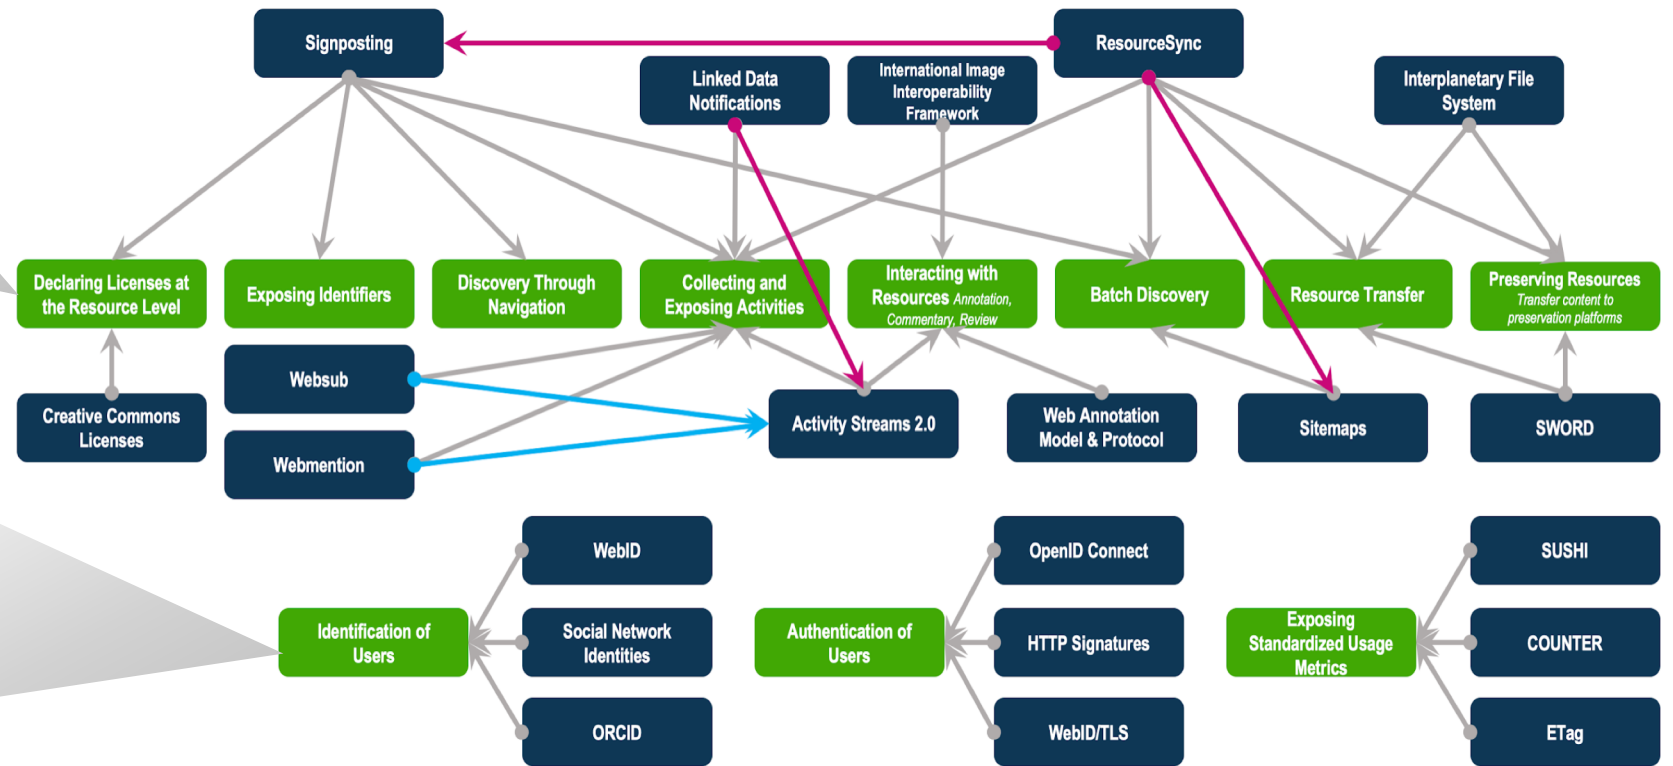 Signposting
ResourceSync
Linked Data
Notifications
International Image
Interoperability
Framework
Interplanetary File
System
Declaring Licenses at
the Resource Level
Exposing Identifiers
Discovery Through
Navigation
Collecting and
Exposing Activities
Interacting with
Resources Annotation,
Commentary, Review
Batch Discovery
Resource Transfer
Preserving Resources
Transfer content to
preservation platforms
Websub
Creative Commons
Licenses
Webmention
Activity Streams 2.0
Web Annotation
Model & Protocol
Sitemaps
SWORD
WebID
OpenID Connect
SUSHI
Identification of
Users
Social Network
Identities
Authentication of
Users
HTTP Signatures
Exposing
Standardized Usage
Metrics
COUNTER
ORCID
WebID/TLS
ETag